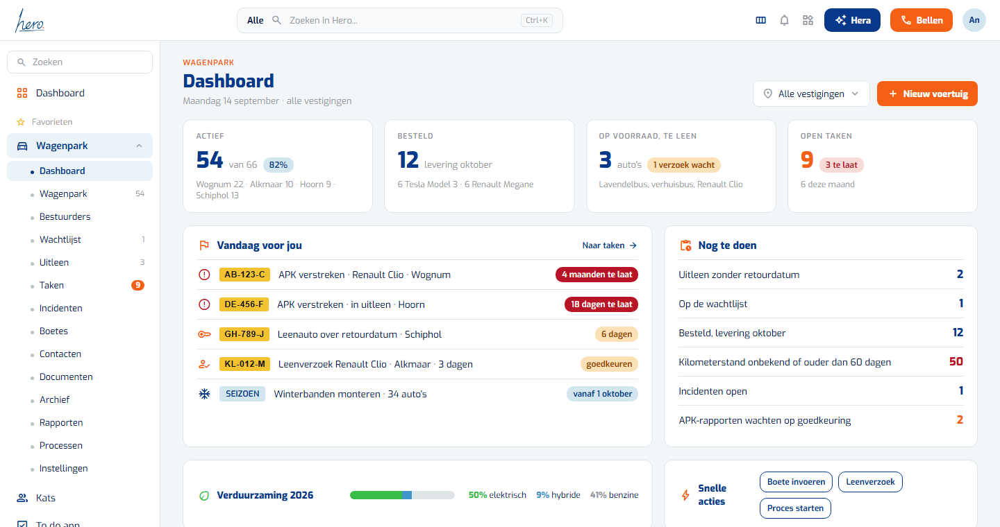 hero.
Alle Zoeken in Hero... Ctrl+K
Hera
Bellen
An
Zoeken
Dashboard
Favorieten
Wagenpark
Dashboard
Wagenpark 54
Bestuurders
Wachtlijst 1
Uitleen 3
Taken 9
Incidenten
Boetes
Contacten
Documenten
Archief
Rapporten
Processen
Instellingen
Kats
To do app
WAGENPARK
Dashboard
Maandag 14 september · alle vestigingen
Alle vestigingen
+ Nieuw voertuig
ACTIEF
54 van 66 82%
Wognum 22 · Alkmaar 10 · Hoorn 9 ·
Schiphol 13
BESTELD
12 levering oktober
6 Tesla Model 3 · 6 Renault Megane
OP VOORRAAD, TE LEEN
3 auto's 1 verzoek wacht
Lavendelbus, verhuisbus, Renault Clio
OPEN TAKEN
9 3 te laat
6 deze maand
Vandaag voor jou Naar taken →
AB-123-C APK verstreken · Renault Clio · Wognum 4 maanden te laat
DE-456-F APK verstreken · in uitleen · Hoorn 18 dagen te laat
GH-789-J Leenauto over retourdatum · Schiphol 6 dagen
KL-012-M Leenverzoek Renault Clio · Alkmaar · 3 dagen goedkeuren
SEIZOEN Winterbanden monteren · 34 auto's vanaf 1 oktober
Nog te doen
Uitleen zonder retourdatum 2
Op de wachtlijst 1
Besteld, levering oktober 12
Kilometerstand onbekend of ouder dan 60 dagen 50
Incidenten open 1
APK-rapporten wachten op goedkeuring 2
Verduurzaming 2026 50% elektrisch 9% hybride 41% benzine
Snelle
acties
Boete invoeren Leenverzoek
Proces starten